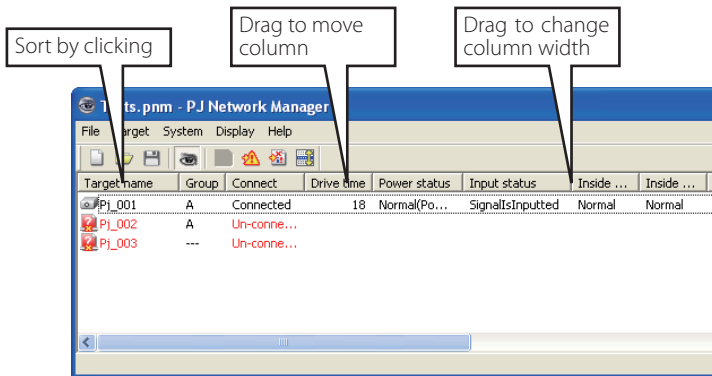 Sort by clicking
Drag to move
column
Drag to change
column width
ts.pnm - PJ Network Manager
File Target System Display Help
Target name Group Connect Drive time Power status Input status Inside ... Inside ...
Pj_001 A Connected 18 Normal(Po... SignalIsInputted Normal Normal
Pj_002 A Un-conne...
Pj_003 --- Un-conne...